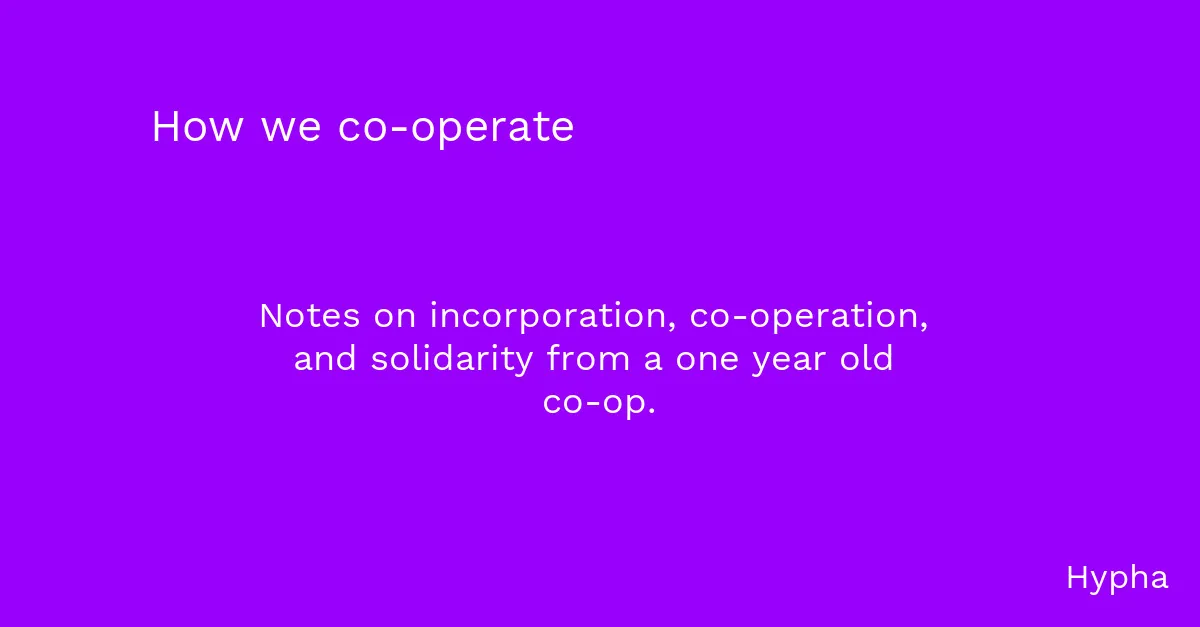 How we co-operate
Notes on incorporation, co-operation,
and solidarity from a one year old
co-op.
Hypha